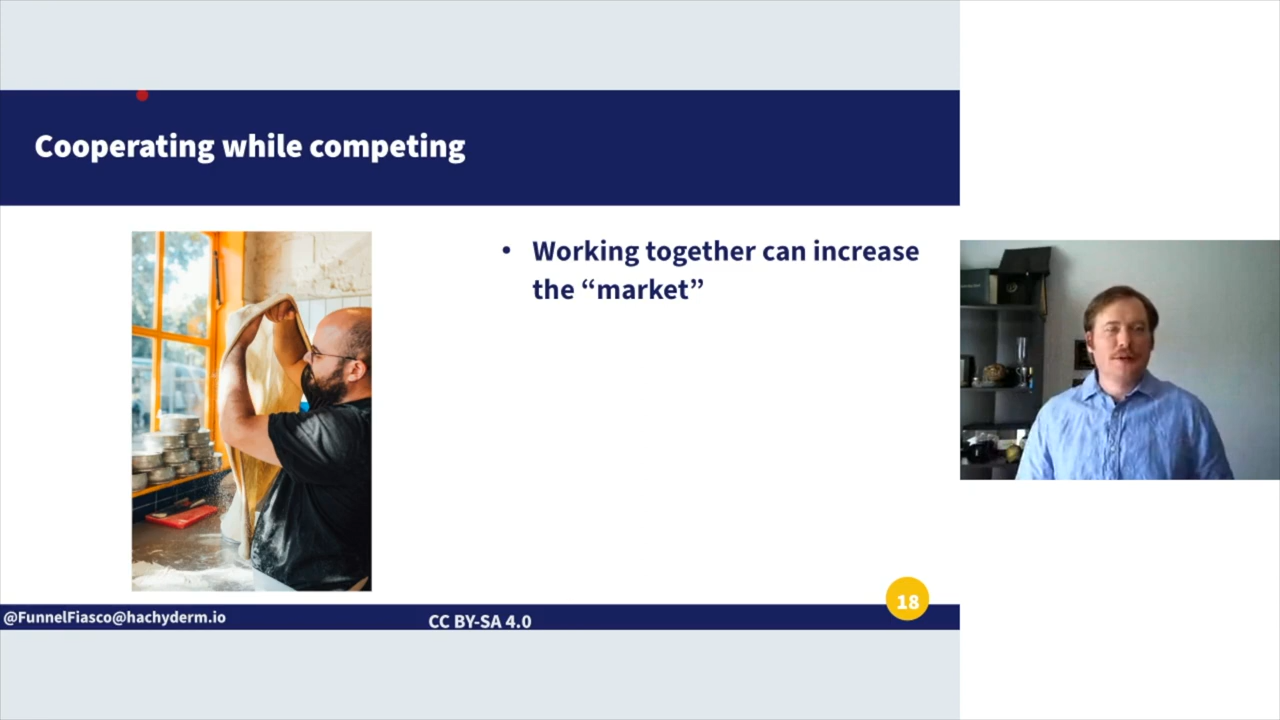 Cooperating while competing
• Working together can increase
the “market”
18
@FunnelFiasco@hachyderm.io
CC BY-SA 4.0